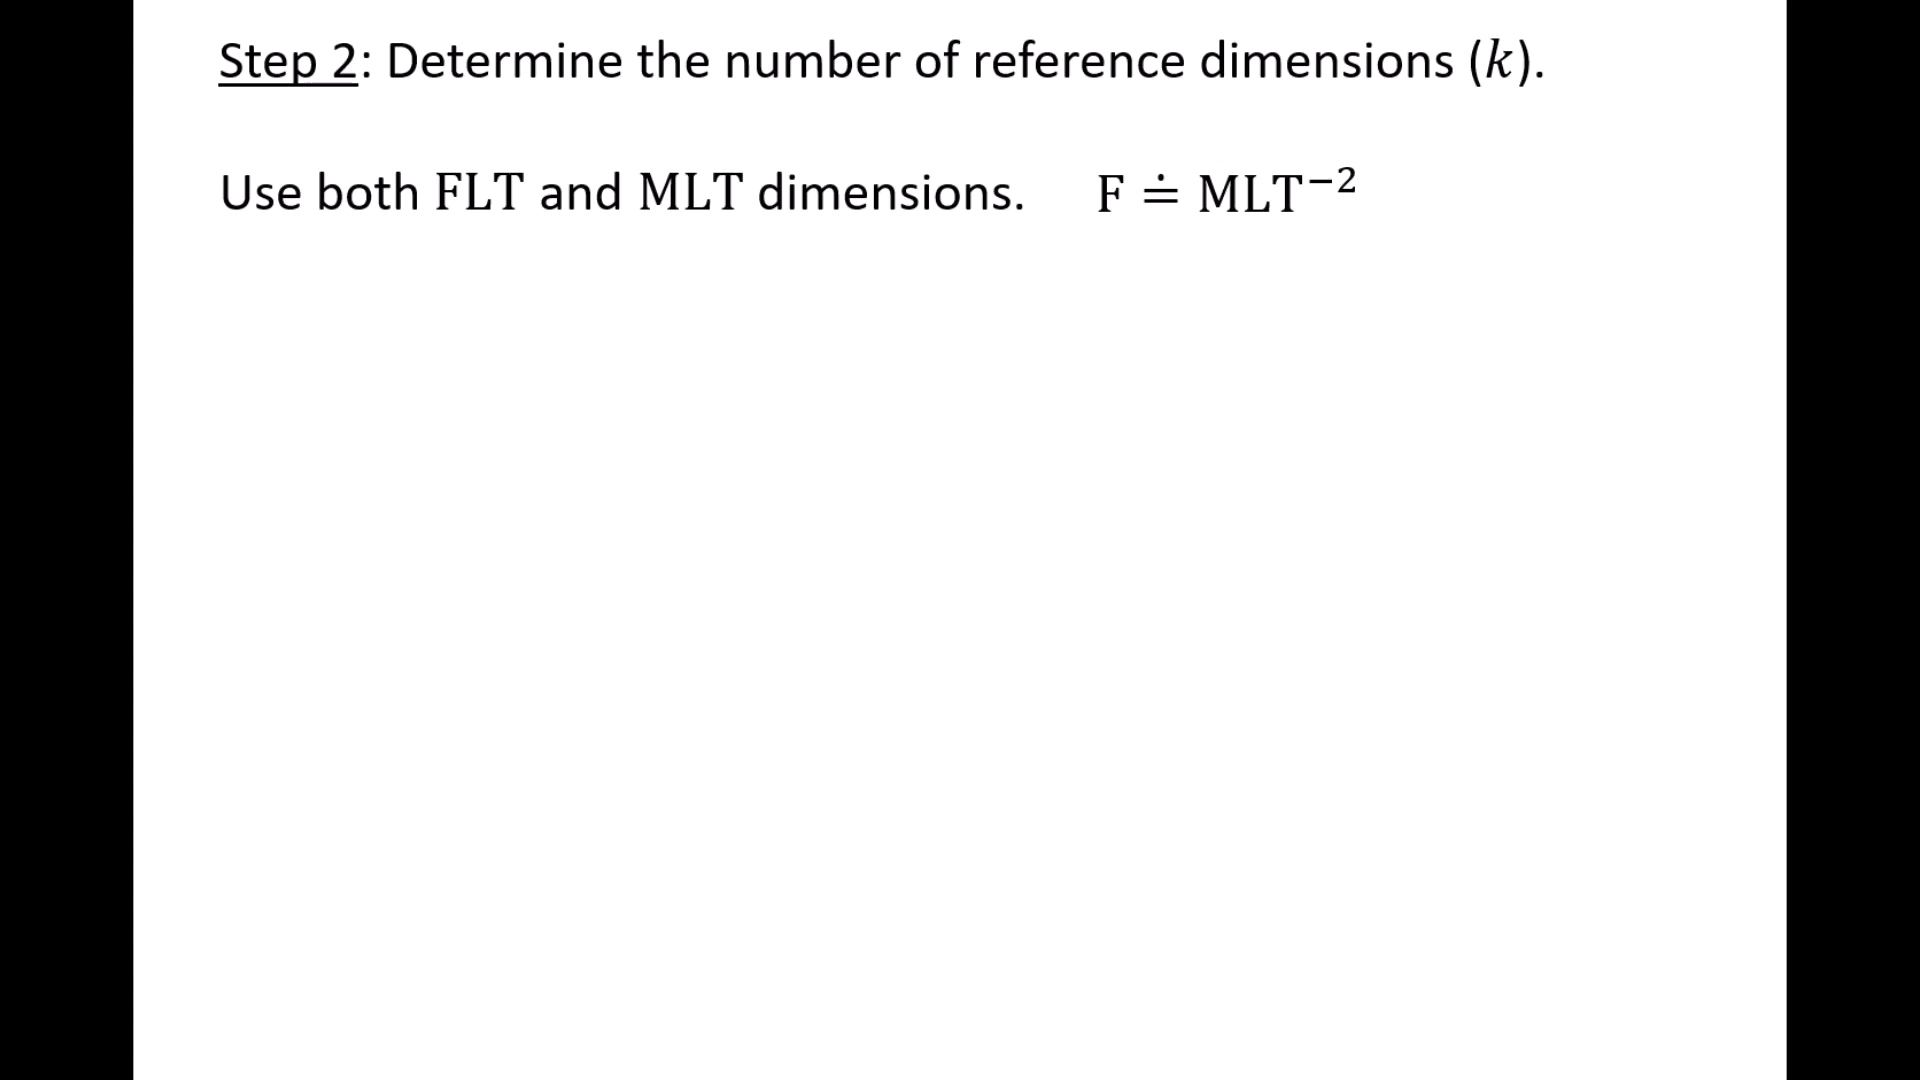 Step 2: Determine the number of reference dimensions (k).
Use both FLT and MLT dimensions. F ≐ MLT⁻²